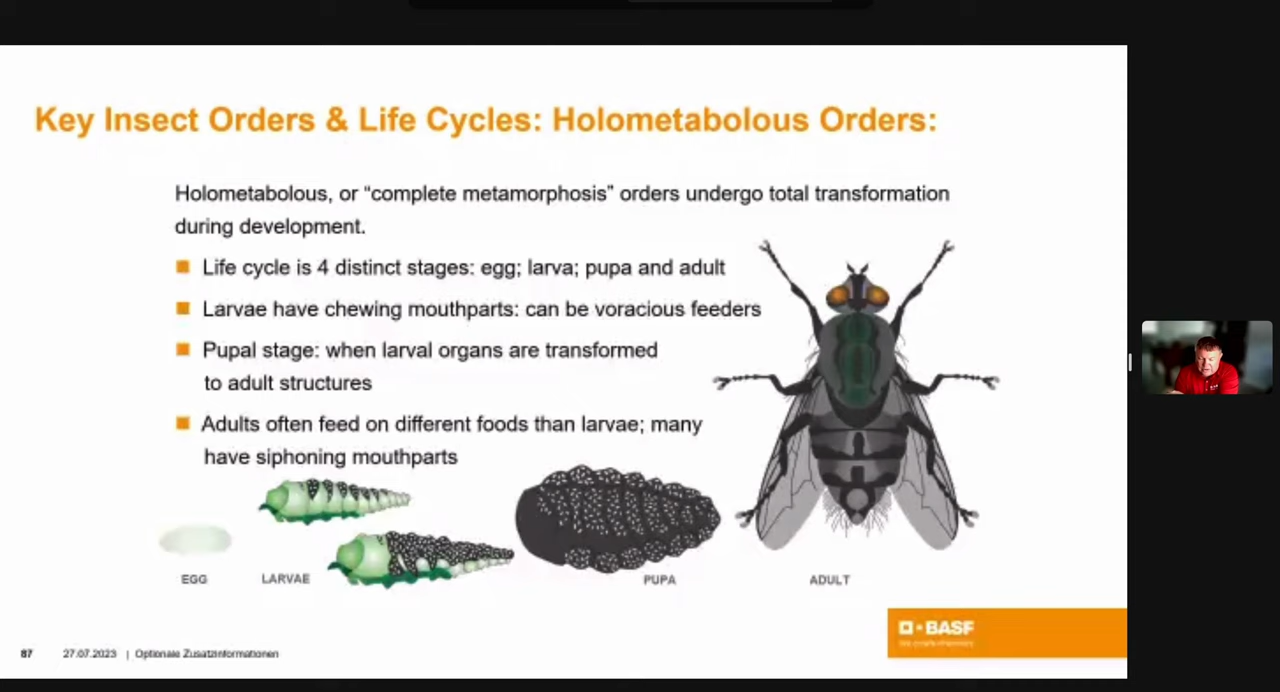 Key Insect Orders & Life Cycles: Holometabolous Orders:
Holometabolous, or “complete metamorphosis” orders undergo total transformation
during development.
Life cycle is 4 distinct stages: egg; larva; pupa and adult
Larvae have chewing mouthparts: can be voracious feeders
Pupal stage: when larval organs are transformed
to adult structures
Adults often feed on different foods than larvae; many
have siphoning mouthparts
EGG LARVAE PUPA ADULT
BASF
87 27.07.2023 | Optionale Zusatzinformationen